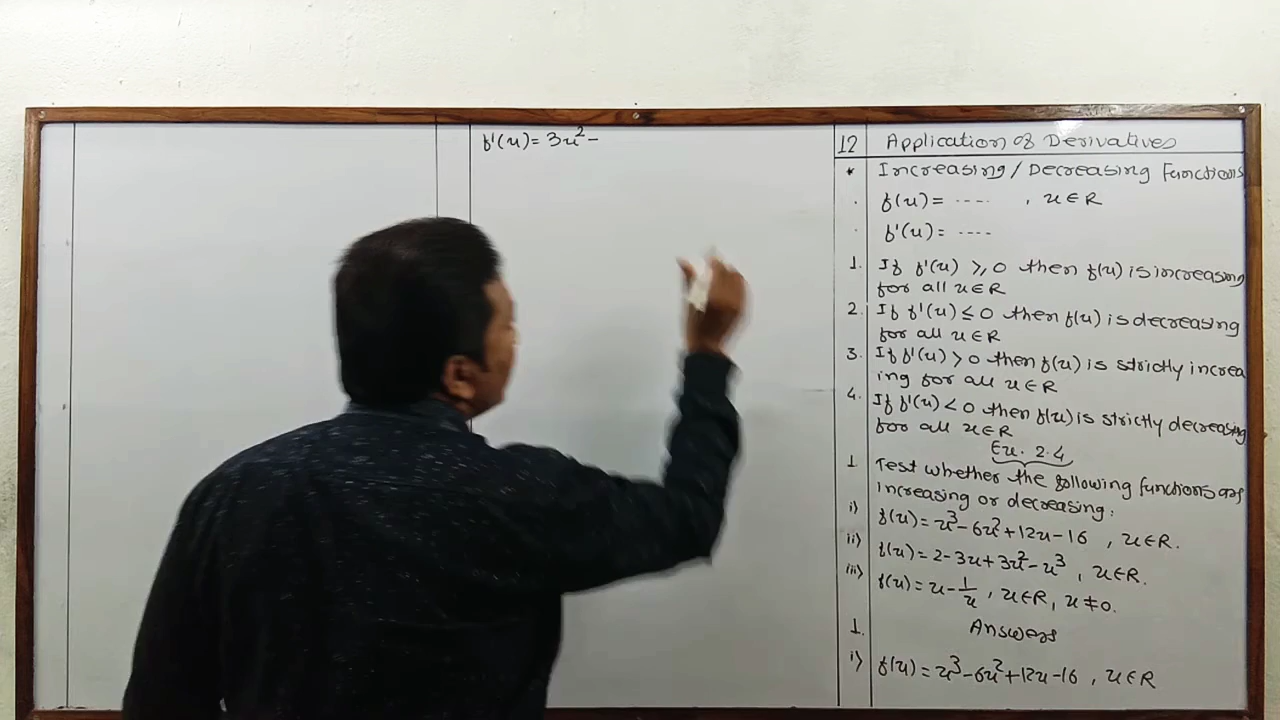 f'(x) = 3x² –
12 Application of Derivatives
* Increasing / Decreasing Functions
. f(x) = ---- , x ∈ R
. f'(x) = ----
1. If f'(x) ≥ 0 then f(x) is increasing
for all x ∈ R
2. If f'(x) ≤ 0 then f(x) is decreasing
for all x ∈ R
3. If f'(x) > 0 then f(x) is strictly increa
ing for all x ∈ R
4. If f'(x) < 0 then f(x) is strictly decreasing
for all x ∈ R
Ex. 2.4
1. Test whether the following functions are
increasing or decreasing:
i) f(x) = x³ – 6x² + 12x – 16 , x ∈ R.
ii) f(x) = 2 – 3x + 3x² – x³ , x ∈ R.
iii) f(x) = x – 1/x , x ∈ R, x ≠ 0.
1. Answers
i) f(x) = x³ – 6x² + 12x – 16 , x ∈ R